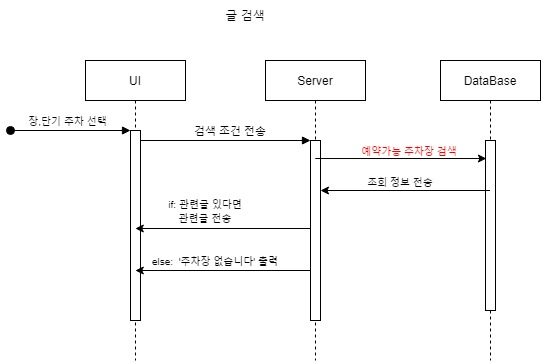 글 검색
UI
Server
DataBase
장,단기 주차 선택
검색 조건 전송
예약가능 주차장 검색
조회 정보 전송
if: 관련글 있다면
관련글 전송
else: '주차장 없습니다' 출력